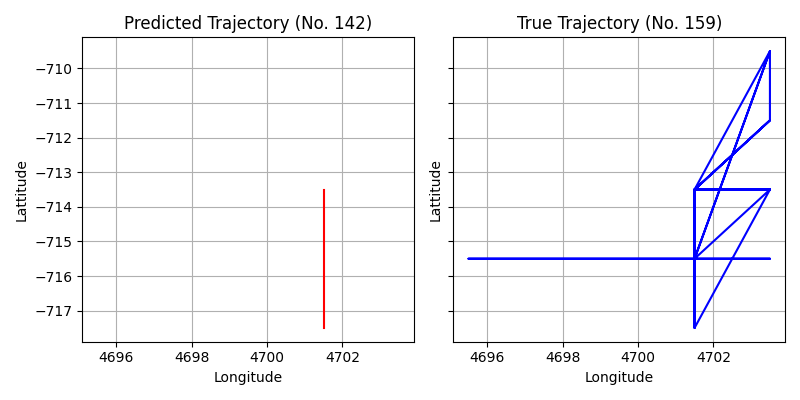 Predicted Trajectory (No. 142)
−710
−711
−712
−713
−714
−715
−716
−717
Lattitude
4696 4698 4700 4702
Longitude
True Trajectory (No. 159)
Lattitude
4696 4698 4700 4702
Longitude